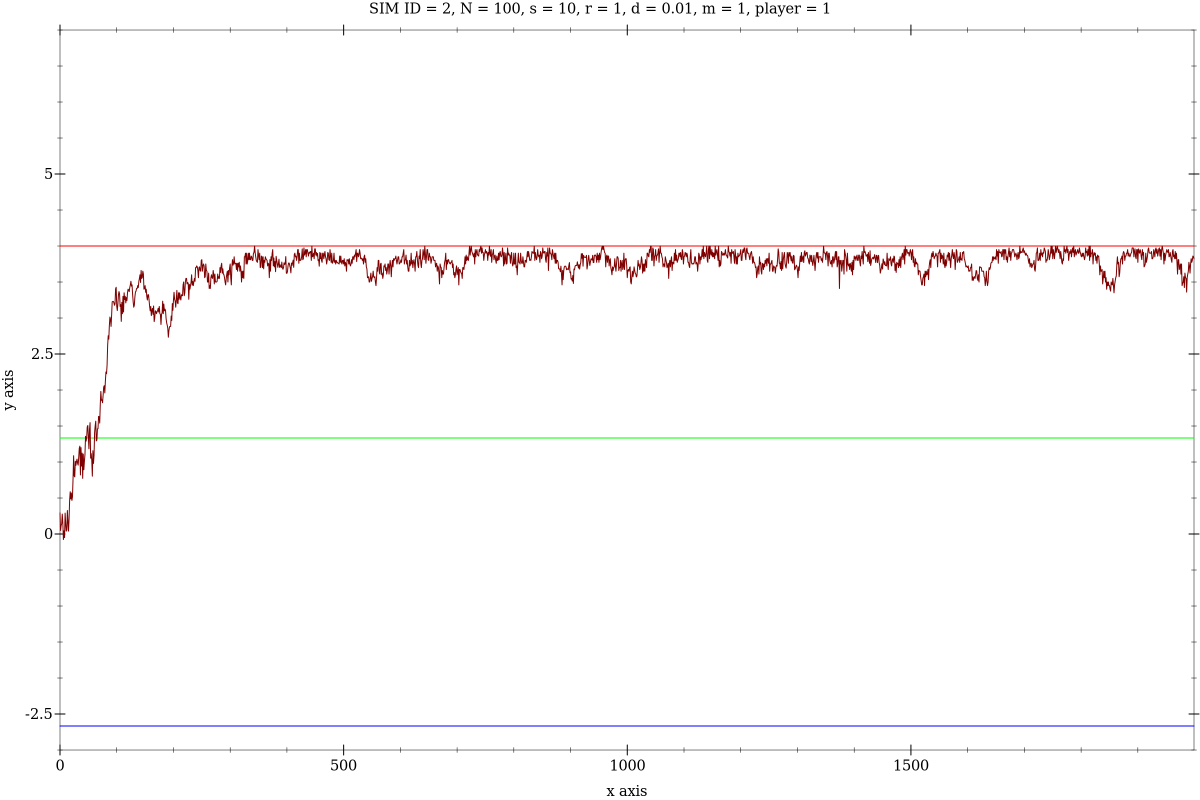 SIM ID = 2, N = 100, s = 10, r = 1, d = 0.01, m = 1, player = 1
5
2.5
0
-2.5
y axis
0 500 1000 1500
x axis